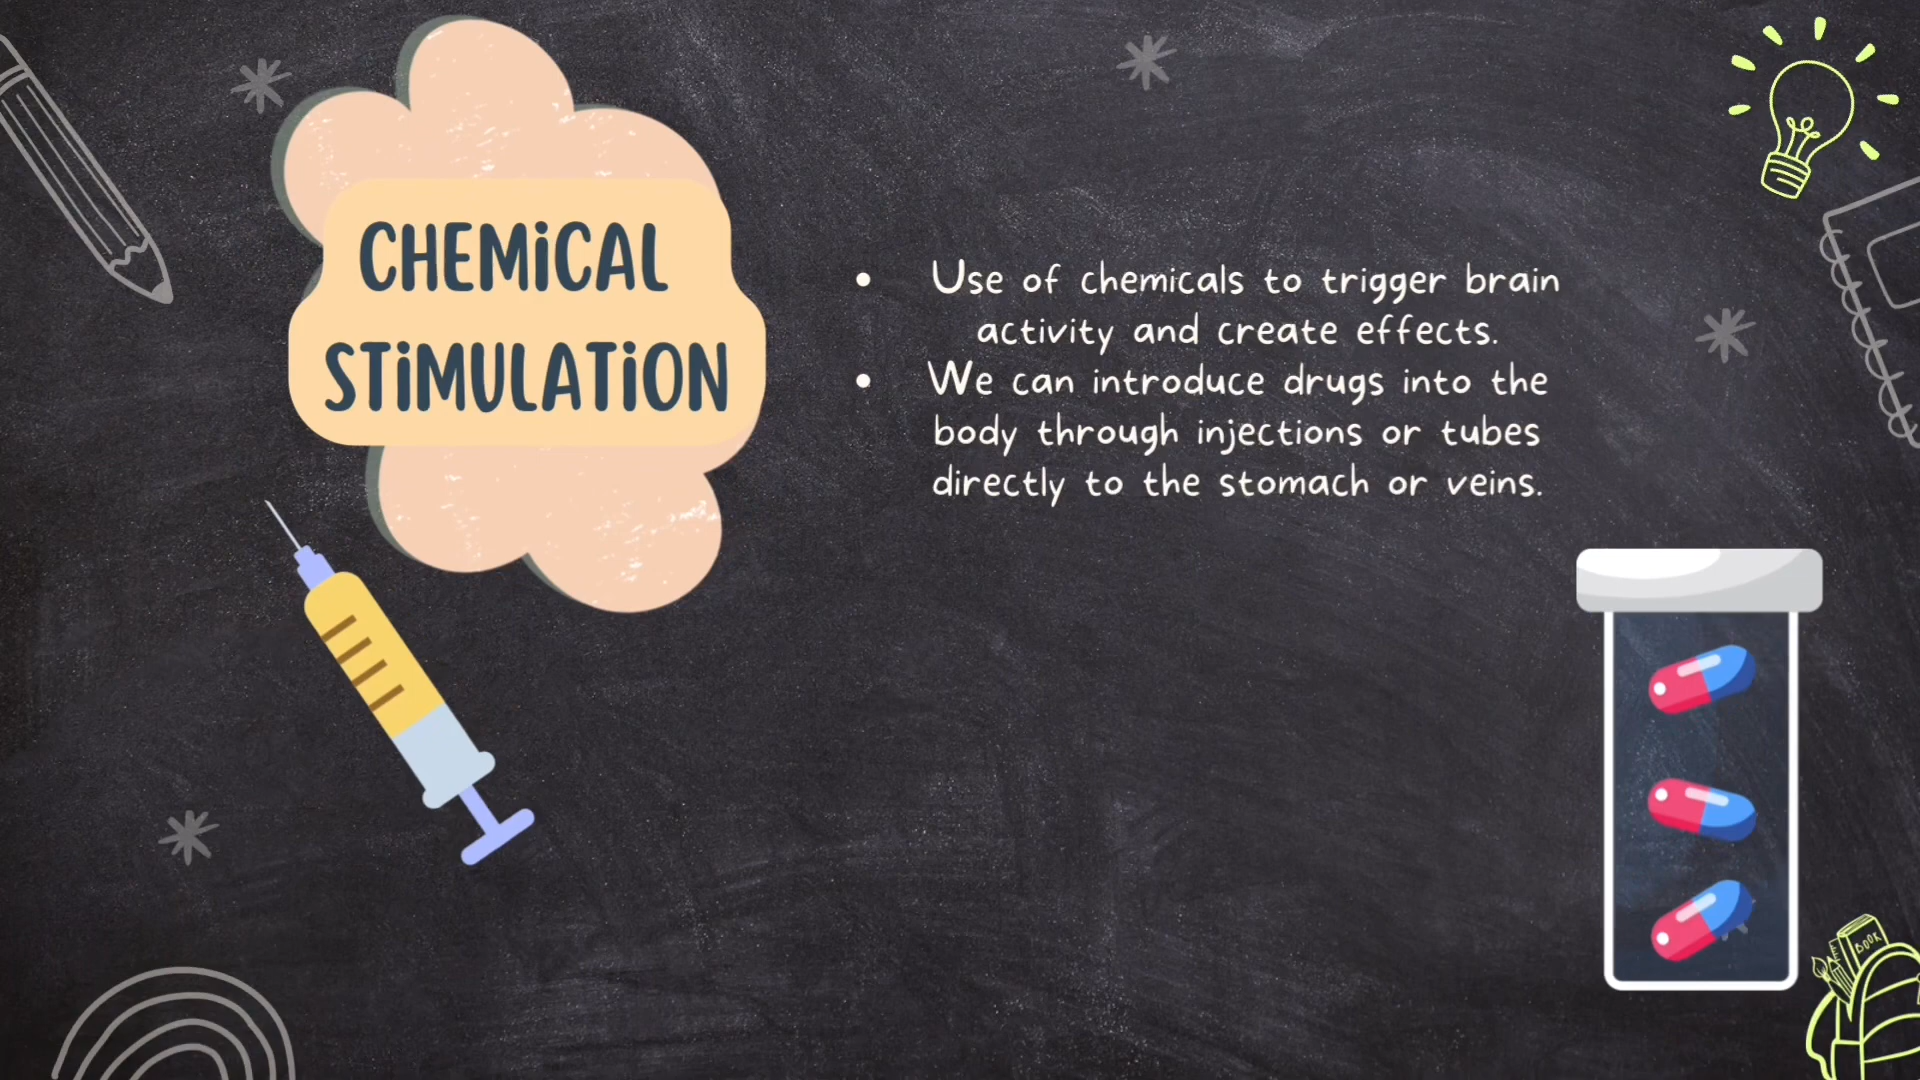 CHEMiCAL
STiMULATiON
• Use of chemicals to trigger brain
activity and create effects.
• We can introduce drugs into the
body through injections or tubes
directly to the stomach or veins.
BOOK